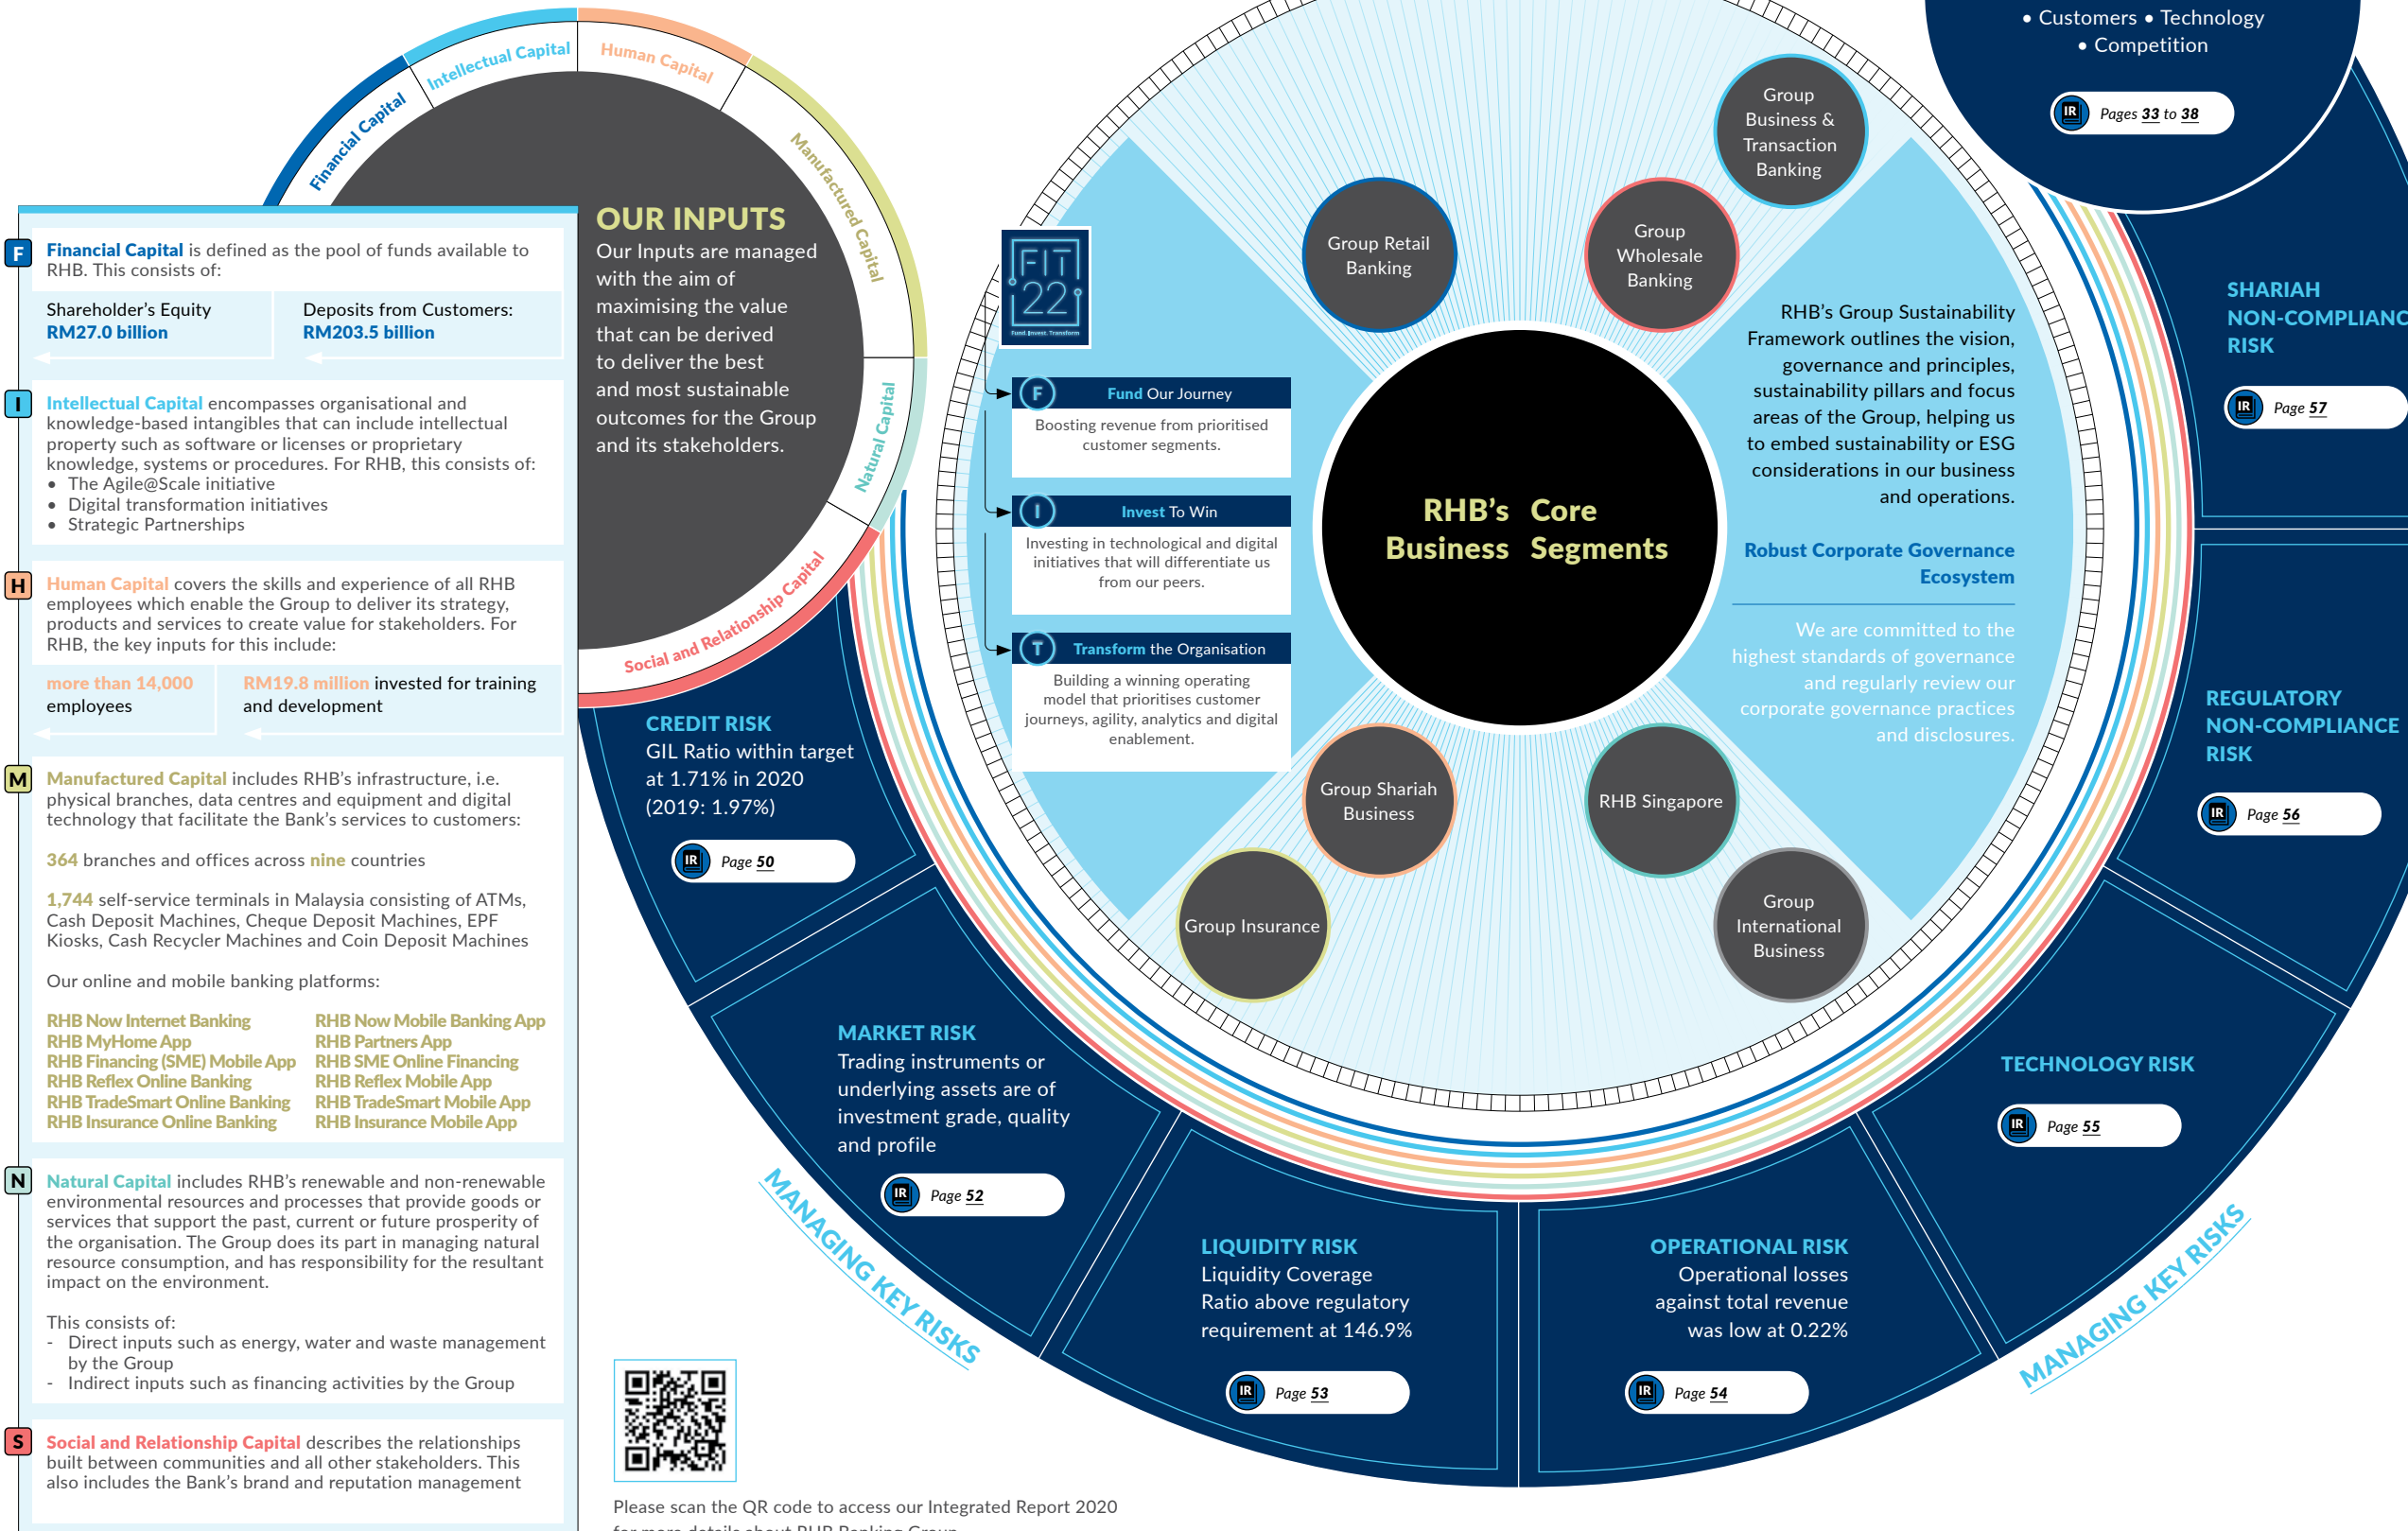 Financial Capital
Intellectual Capital
Human Capital
Manufactured Capital
Natural Capital
Social and Relationship Capital
OUR INPUTS
Our Inputs are managed
with the aim of
maximising the value
that can be derived
to deliver the best
and most sustainable
outcomes for the Group
and its stakeholders.
F
Financial Capital is defined as the pool of funds available to
RHB. This consists of:
Shareholder's Equity
RM27.0 billion
Deposits from Customers:
RM203.5 billion
I
Intellectual Capital encompasses organisational and
knowledge-based intangibles that can include intellectual
property such as software or licenses or proprietary
knowledge, systems or procedures. For RHB, this consists of:
• The Agile@Scale initiative
• Digital transformation initiatives
• Strategic Partnerships
H
Human Capital covers the skills and experience of all RHB
employees which enable the Group to deliver its strategy,
products and services to create value for stakeholders. For
RHB, the key inputs for this include:
more than 14,000
employees
RM19.8 million invested for training
and development
M
Manufactured Capital includes RHB's infrastructure, i.e.
physical branches, data centres and equipment and digital
technology that facilitate the Bank's services to customers:
364 branches and offices across nine countries
1,744 self-service terminals in Malaysia consisting of ATMs,
Cash Deposit Machines, Cheque Deposit Machines, EPF
Kiosks, Cash Recycler Machines and Coin Deposit Machines
Our online and mobile banking platforms:
RHB Now Internet Banking
RHB MyHome App
RHB Financing (SME) Mobile App
RHB Reflex Online Banking
RHB TradeSmart Online Banking
RHB Insurance Online Banking
RHB Now Mobile Banking App
RHB Partners App
RHB SME Online Financing
RHB Reflex Mobile App
RHB TradeSmart Mobile App
RHB Insurance Mobile App
N
Natural Capital includes RHB's renewable and non-renewable
environmental resources and processes that provide goods or
services that support the past, current or future prosperity of
the organisation. The Group does its part in managing natural
resource consumption, and has responsibility for the resultant
impact on the environment.
This consists of:
- Direct inputs such as energy, water and waste management
by the Group
- Indirect inputs such as financing activities by the Group
S
Social and Relationship Capital describes the relationships
built between communities and all other stakeholders. This
also includes the Bank's brand and reputation management
FIT
22
Fund. Invest. Transform
F
Fund Our Journey
Boosting revenue from prioritised
customer segments.
I
Invest To Win
Investing in technological and digital
initiatives that will differentiate us
from our peers.
T
Transform the Organisation
Building a winning operating
model that prioritises customer
journeys, agility, analytics and digital
enablement.
Group Retail
Banking
Group
Wholesale
Banking
Group
Business &
Transaction
Banking
RHB's Core
Business Segments
Group Shariah
Business
Group Insurance
RHB Singapore
Group
International
Business
RHB's Group Sustainability
Framework outlines the vision,
governance and principles,
sustainability pillars and focus
areas of the Group, helping us
to embed sustainability or ESG
considerations in our business
and operations.
Robust Corporate Governance
Ecosystem
We are committed to the
highest standards of governance
and regularly review our
corporate governance practices
and disclosures.
• Customers • Technology
• Competition
IR
Pages 33 to 38
CREDIT RISK
GIL Ratio within target
at 1.71% in 2020
(2019: 1.97%)
IR
Page 50
MARKET RISK
Trading instruments or
underlying assets are of
investment grade, quality
and profile
IR
Page 52
LIQUIDITY RISK
Liquidity Coverage
Ratio above regulatory
requirement at 146.9%
IR
Page 53
OPERATIONAL RISK
Operational losses
against total revenue
was low at 0.22%
IR
Page 54
TECHNOLOGY RISK
IR
Page 55
REGULATORY
NON-COMPLIANCE
RISK
IR
Page 56
SHARIAH
NON-COMPLIANC
RISK
IR
Page 57
MANAGING KEY RISKS
MANAGING KEY RISKS
Please scan the QR code to access our Integrated Report 2020
for more details about RHB Banking Group